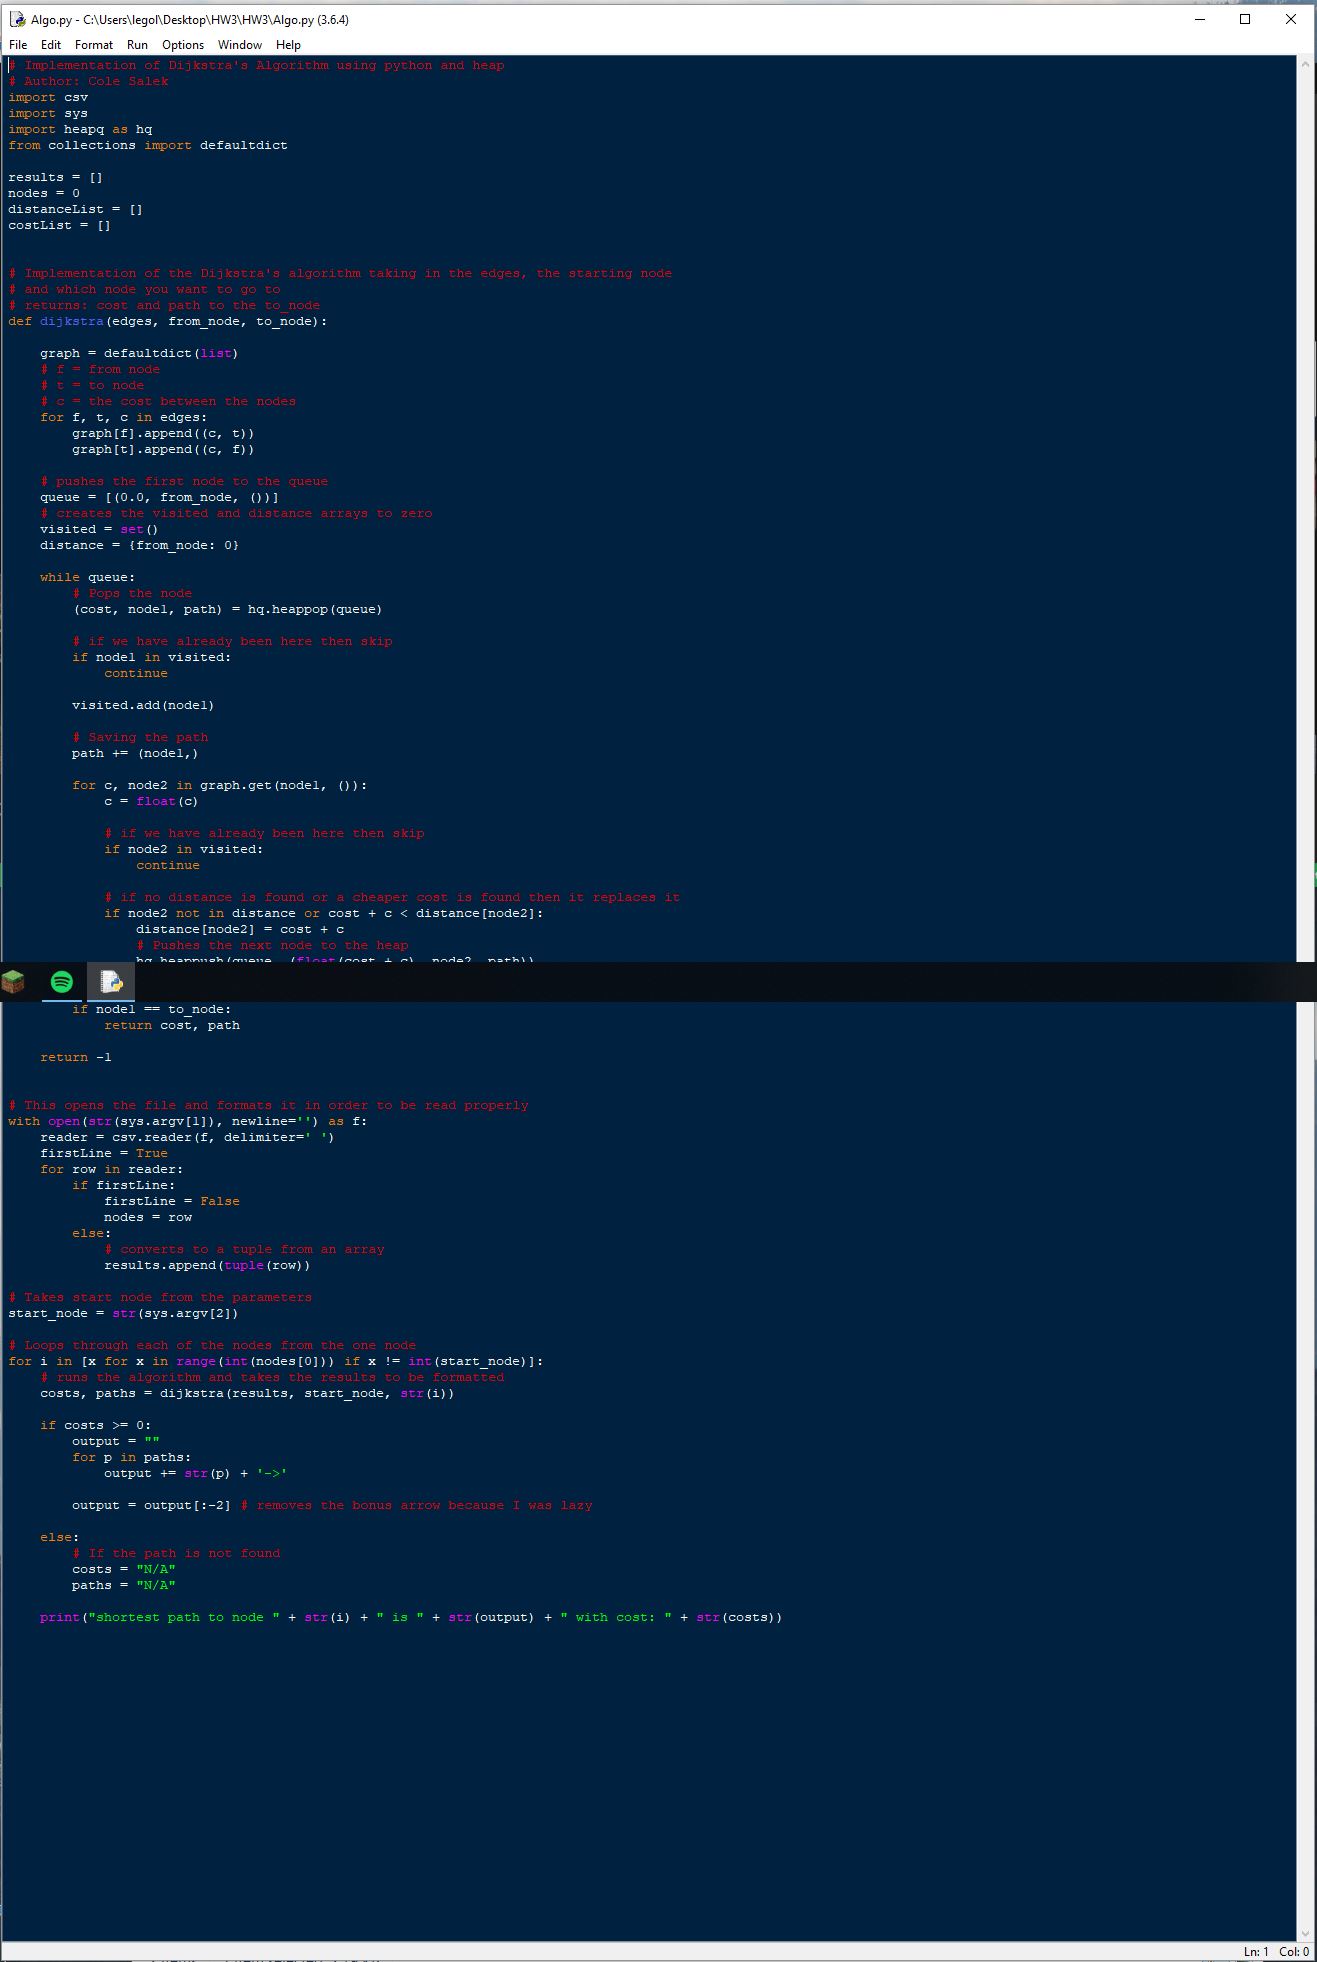 Algo.py - C:\Users\legol\Desktop\HW3\HW3\Algo.py (3.6.4)
File Edit Format Run Options Window Help
# Implementation of Dijkstra's Algorithm using python and heap
# Author: Cole Salek
import csv
import sys
import heapq as hq
from collections import defaultdict
results = []
nodes = 0
distanceList = []
costList = []
# Implementation of the Dijkstra's algorithm taking in the edges, the starting node
# and which node you want to go to
# returns: cost and path to the to_node
def dijkstra(edges, from_node, to_node):
    graph = defaultdict(list)
    # f = from node
    # t = to node
    # c = the cost between the nodes
    for f, t, c in edges:
        graph[f].append((c, t))
        graph[t].append((c, f))
    # pushes the first node to the queue
    queue = [(0.0, from_node, ())]
    # creates the visited and distance arrays to zero
    visited = set()
    distance = {from_node: 0}
    while queue:
        # Pops the node
        (cost, node1, path) = hq.heappop(queue)
        # if we have already been here then skip
        if node1 in visited:
            continue
        visited.add(node1)
        # Saving the path
        path += (node1,)
        for c, node2 in graph.get(node1, ()):
            c = float(c)
            # if we have already been here then skip
            if node2 in visited:
                continue
            # if no distance is found or a cheaper cost is found then it replaces it
            if node2 not in distance or cost + c < distance[node2]:
                distance[node2] = cost + c
                # Pushes the next node to the heap
                hq.heappush(queue, (float(cost + c), node2, path))
        if node1 == to_node:
            return cost, path
    return -1
# This opens the file and formats it in order to be read properly
with open(str(sys.argv[1]), newline='') as f:
    reader = csv.reader(f, delimiter=' ')
    firstLine = True
    for row in reader:
        if firstLine:
            firstLine = False
            nodes = row
        else:
            # converts to a tuple from an array
            results.append(tuple(row))
# Takes start node from the parameters
start_node = str(sys.argv[2])
# Loops through each of the nodes from the one node
for i in [x for x in range(int(nodes[0])) if x != int(start_node)]:
    # runs the algorithm and takes the results to be formatted
    costs, paths = dijkstra(results, start_node, str(i))
    if costs >= 0:
        output = ""
        for p in paths:
            output += str(p) + '->'
        output = output[:-2] # removes the bonus arrow because I was lazy
    else:
        # If the path is not found
        costs = "N/A"
        paths = "N/A"
    print("shortest path to node " + str(i) + " is " + str(output) + " with cost: " + str(costs))
Ln: 1 Col: 0